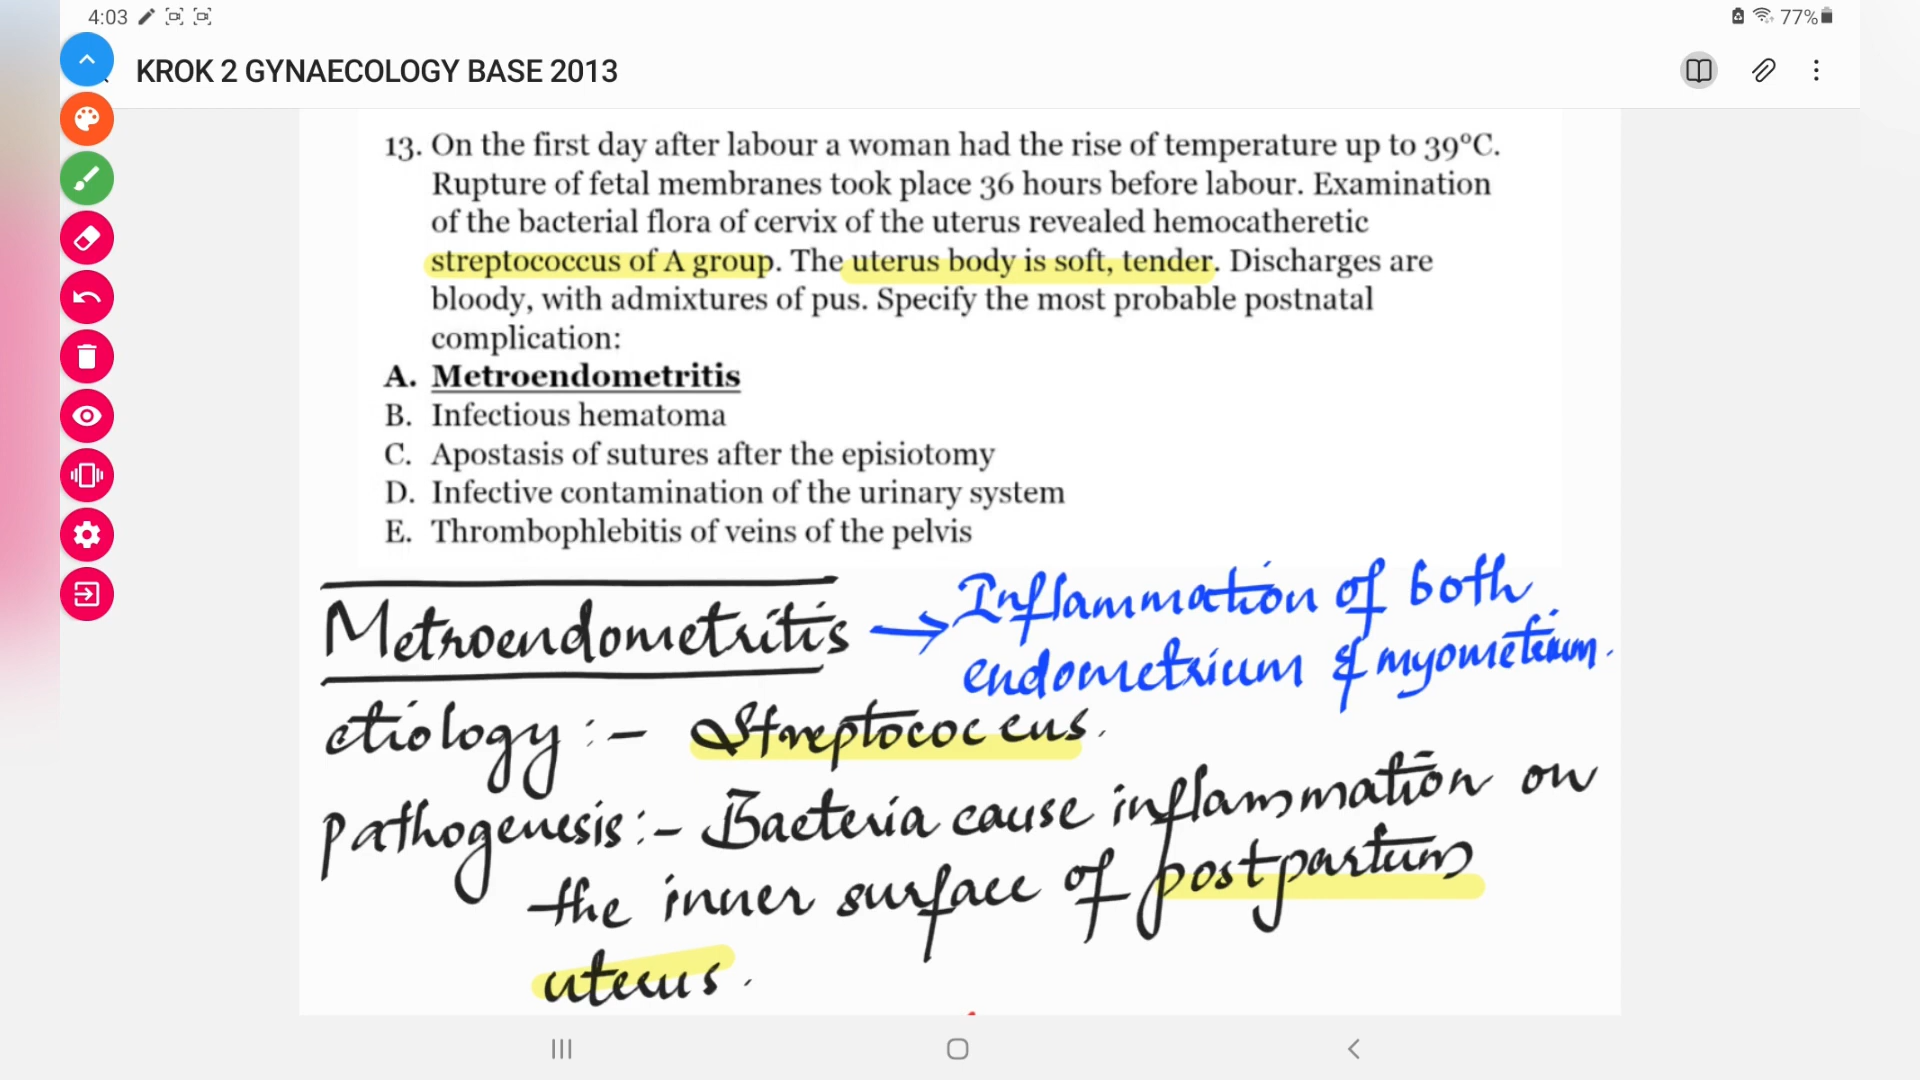 4:03
77%
KROK 2 GYNAECOLOGY BASE 2013
13. On the first day after labour a woman had the rise of temperature up to 39°C.
Rupture of fetal membranes took place 36 hours before labour. Examination
of the bacterial flora of cervix of the uterus revealed hemocatheretic
streptococcus of A group. The uterus body is soft, tender. Discharges are
bloody, with admixtures of pus. Specify the most probable postnatal
complication:
A. Metroendometritis
B. Infectious hematoma
C. Apostasis of sutures after the episiotomy
D. Infective contamination of the urinary system
E. Thrombophlebitis of veins of the pelvis
Metroendometritis → Inflammation of both
endometrium & myometrium.
etiology :- Streptococcus.
pathogenesis :- Bacteria cause inflammation on
the inner surface of postpartum
uterus.